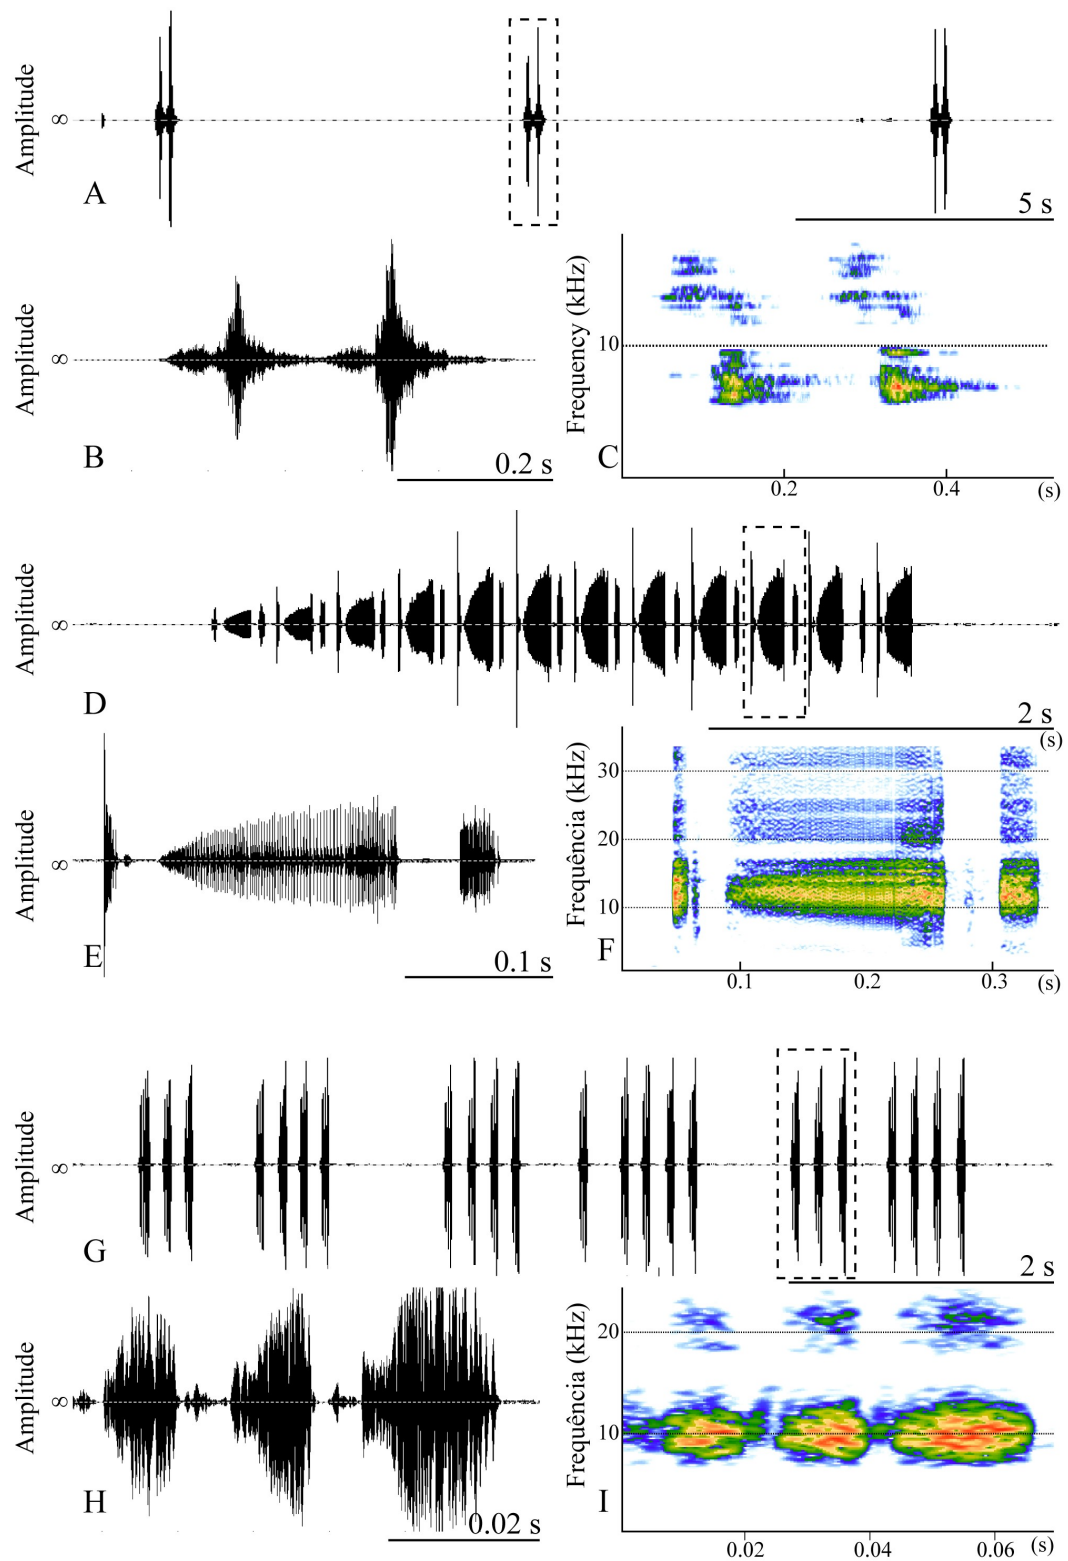 Amplitude
∞
A
5 s
Amplitude
∞
B
0.2 s
Frequency (kHz)
10
C
0.2
0.4
(s)
Amplitude
∞
D
2 s
Amplitude
∞
E
0.1 s
(s)
Frequência (kHz)
30
20
10
F
0.1
0.2
0.3
(s)
Amplitude
∞
G
2 s
Amplitude
∞
H
0.02 s
Frequência (kHz)
20
10
I
0.02
0.04
0.06
(s)